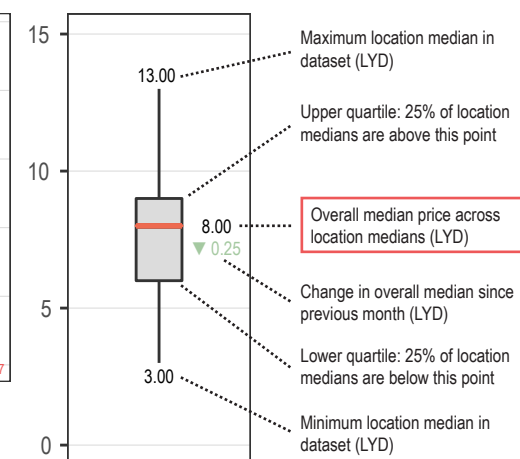 15
10
5
0
13.00
8.00
▼ 0.25
3.00
7
Maximum location median in
dataset (LYD)
Upper quartile: 25% of location
medians are above this point
Overall median price across
location medians (LYD)
Change in overall median since
previous month (LYD)
Lower quartile: 25% of location
medians are below this point
Minimum location median in
dataset (LYD)